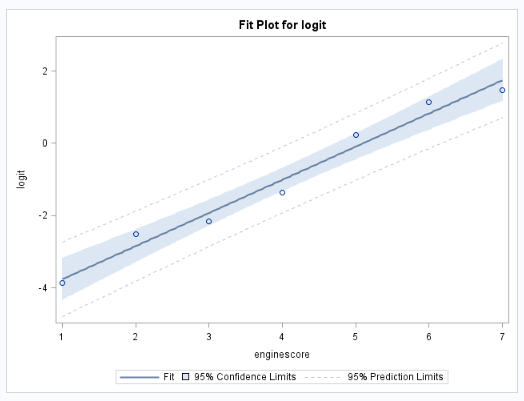 Fit Plot for logit
2
0
-2
-4
logit
1 2 3 4 5 6 7
enginescore
Fit 95% Confidence Limits 95% Prediction Limits